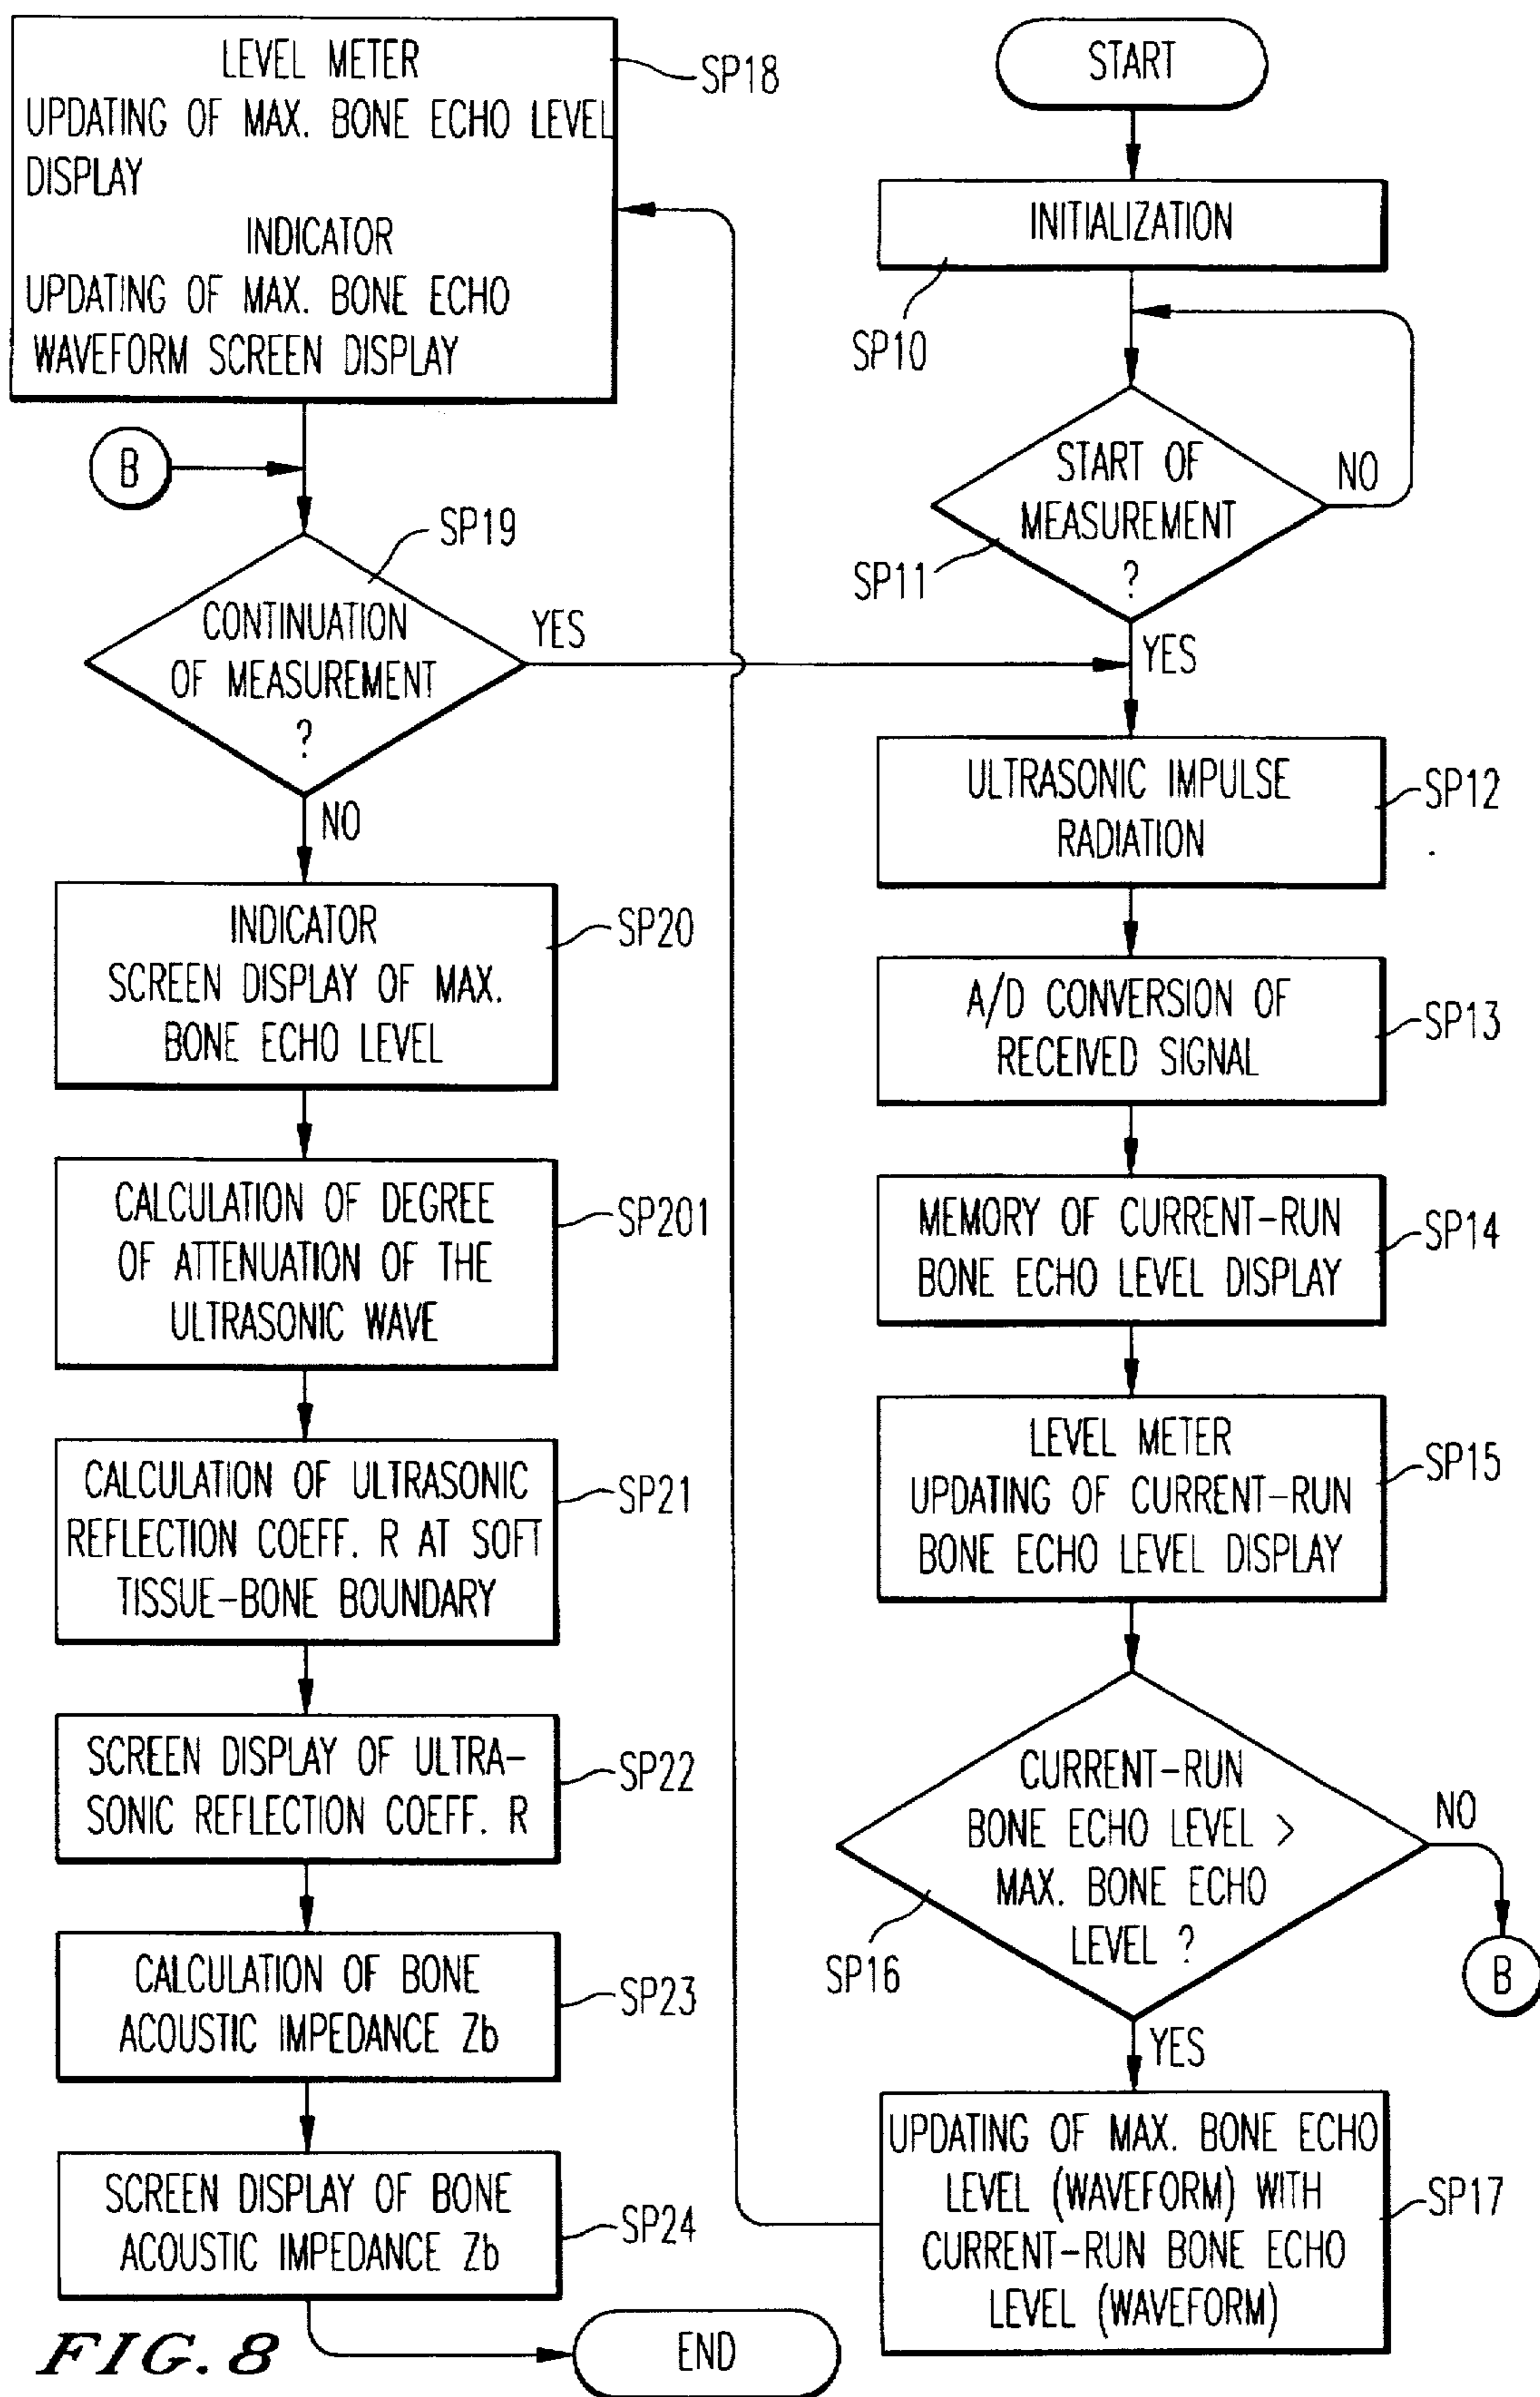 LEVEL METER
UPDATING OF MAX. BONE ECHO LEVEL
DISPLAY
INDICATOR
UPDATING OF MAX. BONE ECHO
WAVEFORM SCREEN DISPLAY
SP18
B
SP19
CONTINUATION
OF MEASUREMENT
?
YES
NO
INDICATOR
SCREEN DISPLAY OF MAX.
BONE ECHO LEVEL
SP20
CALCULATION OF DEGREE
OF ATTENUATION OF THE
ULTRASONIC WAVE
SP201
CALCULATION OF ULTRASONIC
REFLECTION COEFF. R AT SOFT
TISSUE-BONE BOUNDARY
SP21
SCREEN DISPLAY OF ULTRA-
SONIC REFLECTION COEFF. R
SP22
CALCULATION OF BONE
ACOUSTIC IMPEDANCE Zb
SP23
SCREEN DISPLAY OF BONE
ACOUSTIC IMPEDANCE Zb
SP24
END
START
INITIALIZATION
SP10
START OF
MEASUREMENT
?
SP11
NO
YES
ULTRASONIC IMPULSE
RADIATION
SP12
A/D CONVERSION OF
RECEIVED SIGNAL
SP13
MEMORY OF CURRENT-RUN
BONE ECHO LEVEL DISPLAY
SP14
LEVEL METER
UPDATING OF CURRENT-RUN
BONE ECHO LEVEL DISPLAY
SP15
CURRENT-RUN
BONE ECHO LEVEL >
MAX. BONE ECHO
LEVEL ?
SP16
NO
B
YES
UPDATING OF MAX. BONE ECHO
LEVEL (WAVEFORM) WITH
CURRENT-RUN BONE ECHO
LEVEL (WAVEFORM)
SP17
FIG. 8